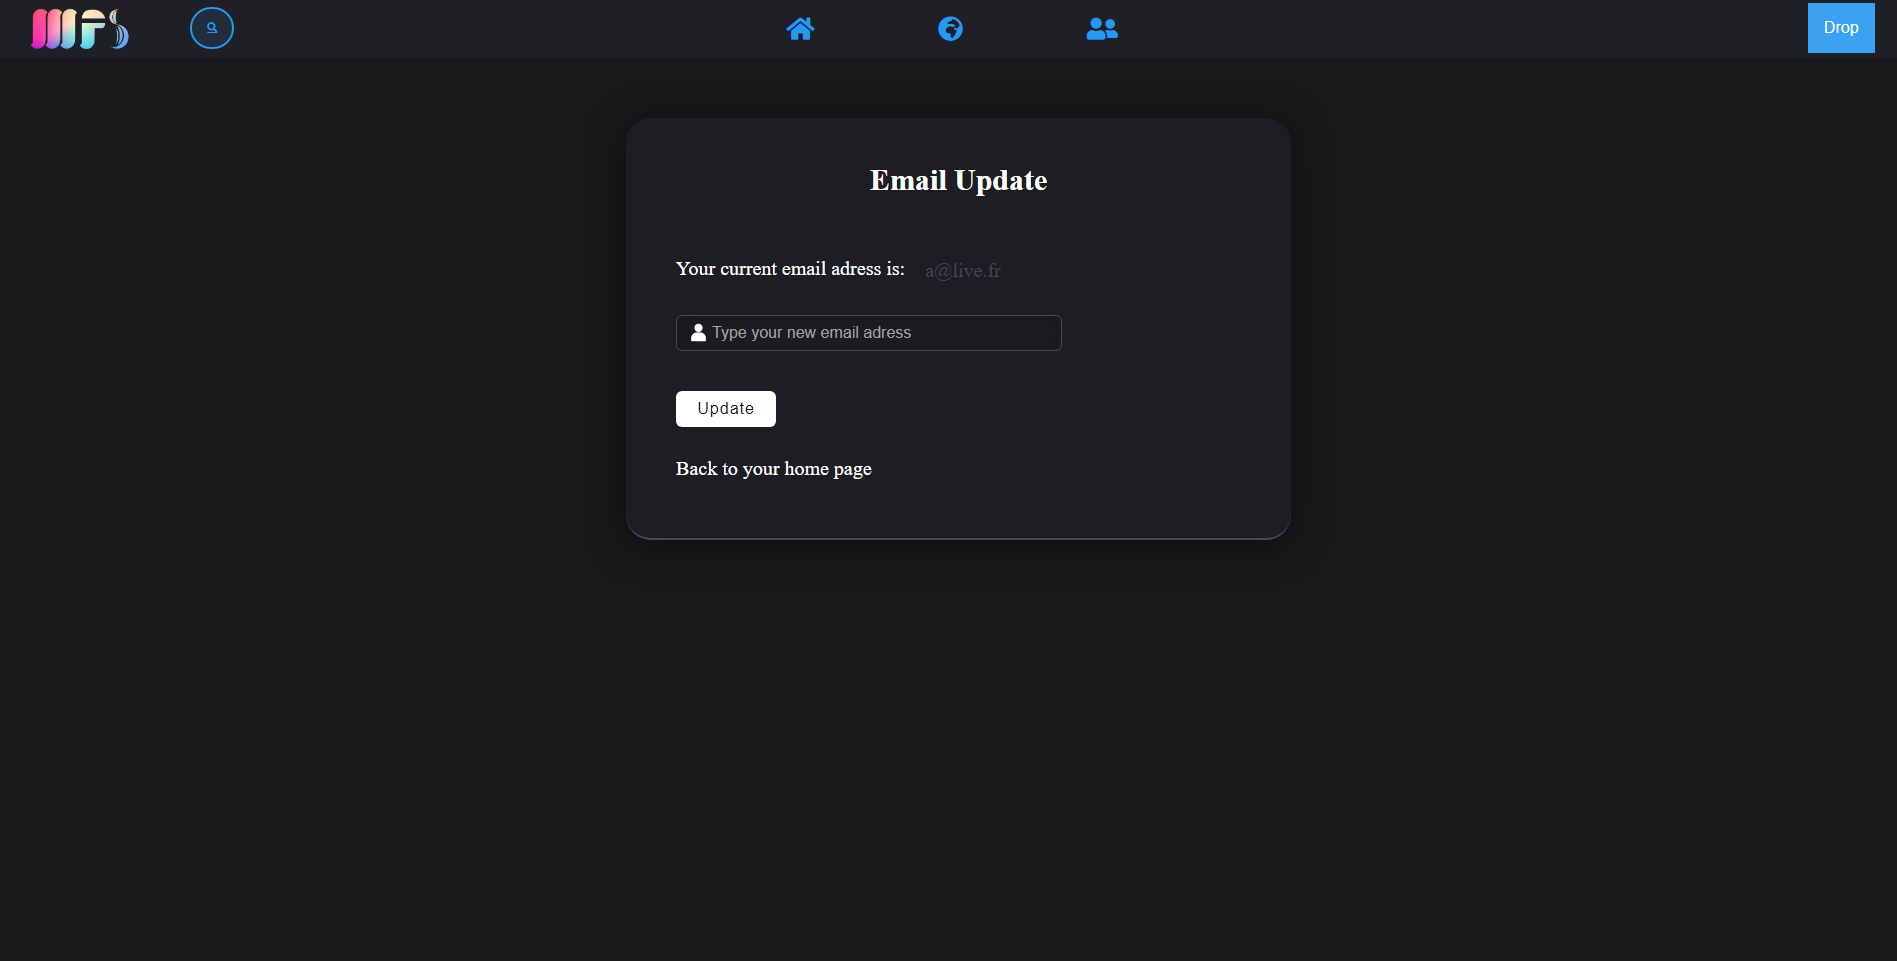 Drop
Email Update
Your current email adress is: a@live.fr
Type your new email adress
Update
Back to your home page